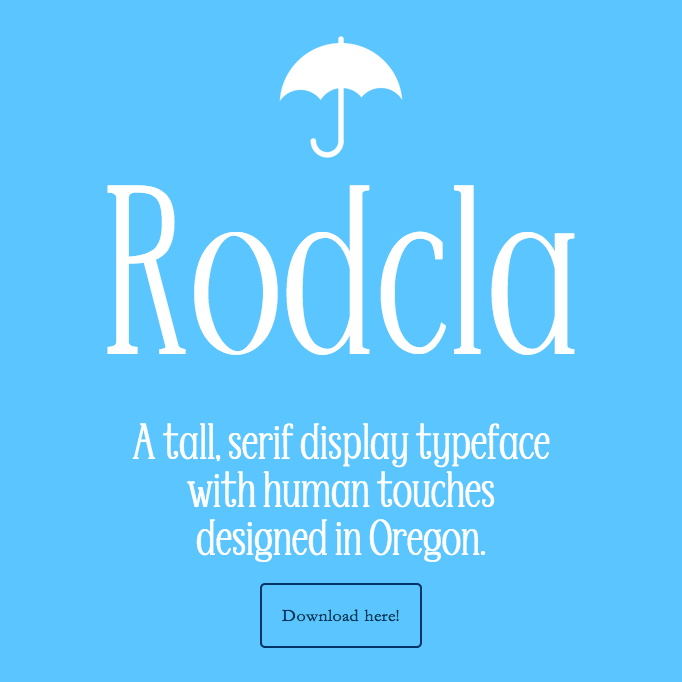 Rodcla
A tall, serif display typeface
with human touches
designed in Oregon.
Download here!